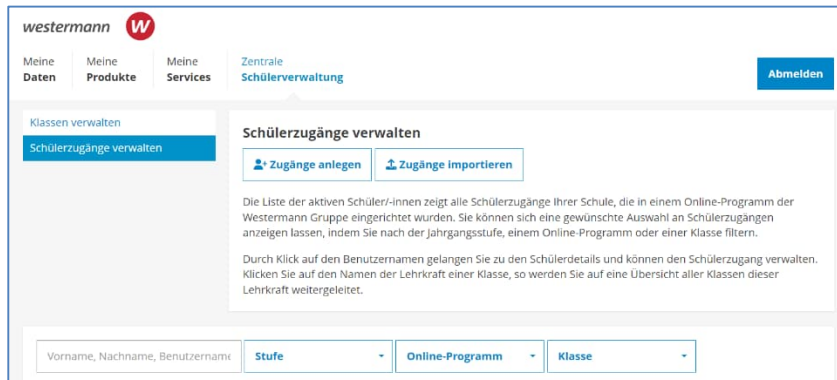 westermann W
Meine Daten
Meine Produkte
Meine Services
Zentrale Schülerverwaltung
Abmelden
Klassen verwalten
Schülerzugänge verwalten
Schülerzugänge verwalten
Zugänge anlegen
Zugänge importieren
Die Liste der aktiven Schüler/-innen zeigt alle Schülerzugänge Ihrer Schule, die in einem Online-Programm der
Westermann Gruppe eingerichtet wurden. Sie können sich eine gewünschte Auswahl an Schülerzugängen
anzeigen lassen, indem Sie nach der Jahrgangsstufe, einem Online-Programm oder einer Klasse filtern.
Durch Klick auf den Benutzernamen gelangen Sie zu den Schülerdetails und können den Schülerzugang verwalten.
Klicken Sie auf den Namen der Lehrkraft einer Klasse, so werden Sie auf eine Übersicht aller Klassen dieser
Lehrkraft weitergeleitet.
Vorname, Nachname, Benutzername
Stufe
Online-Programm
Klasse